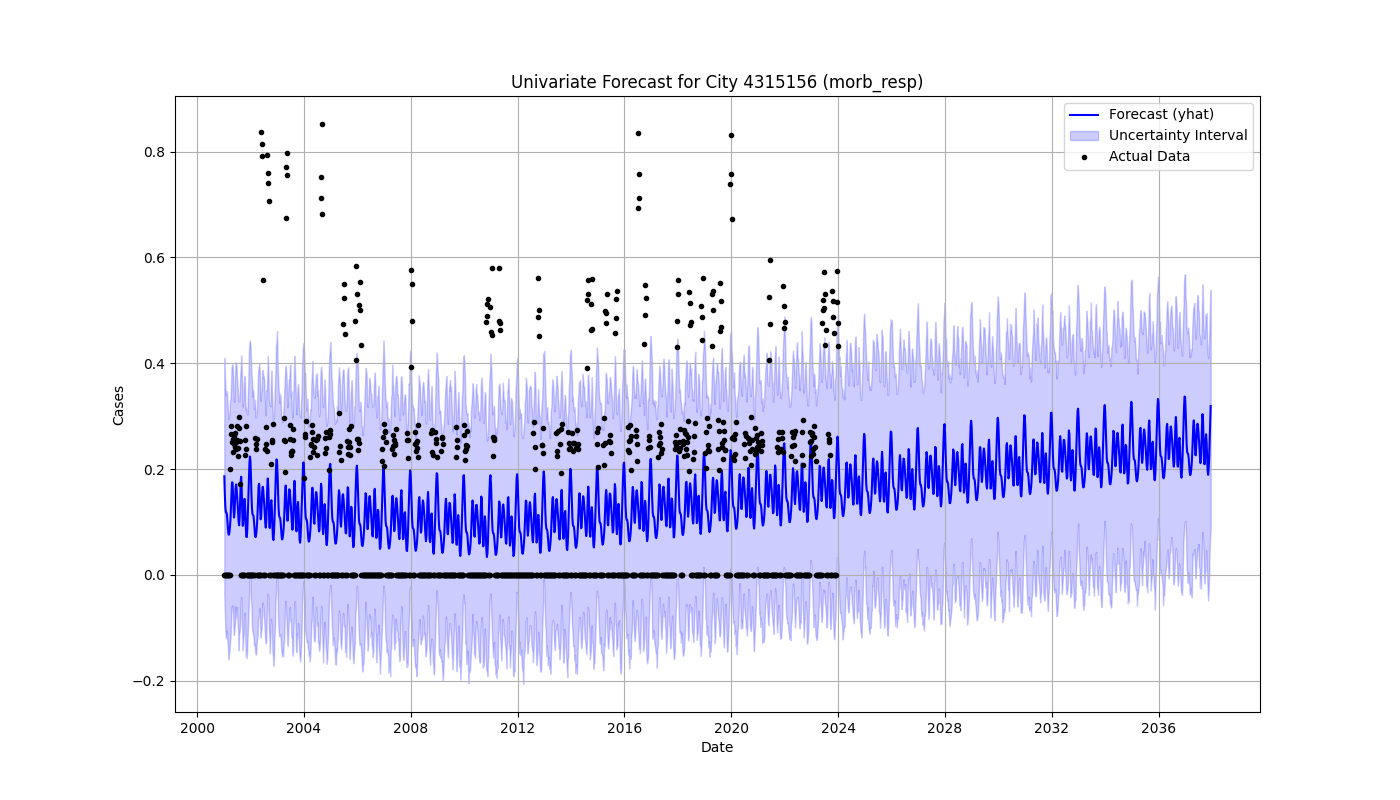 Univariate Forecast for City 4315156 (morb_resp)
Forecast (yhat)
Uncertainty Interval
Actual Data
Cases
0.8
0.6
0.4
0.2
0.0
−0.2
2000 2004 2008 2012 2016 2020 2024 2028 2032 2036
Date